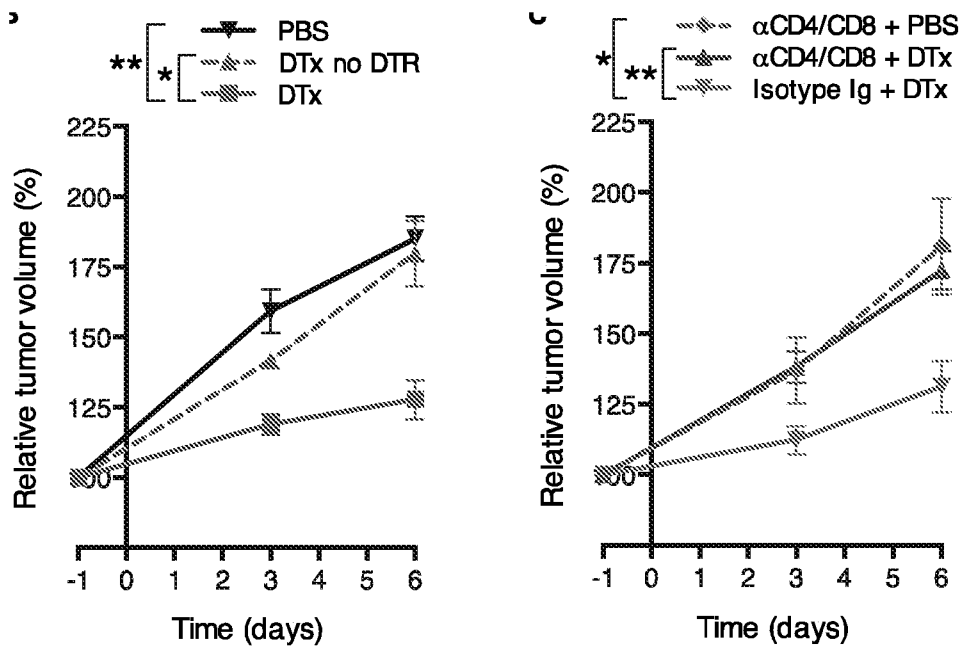 PBS
** * DTx no DTR
DTx
225
200
175
150
125
-1 0 1 2 3 4 5 6
Relative tumor volume (%)
Time (days)
αCD4/CD8 + PBS
* ** αCD4/CD8 + DTx
Isotype Ig + DTx
225
200
175
150
125
-1 0 1 2 3 4 5 6
Relative tumor volume (%)
Time (days)